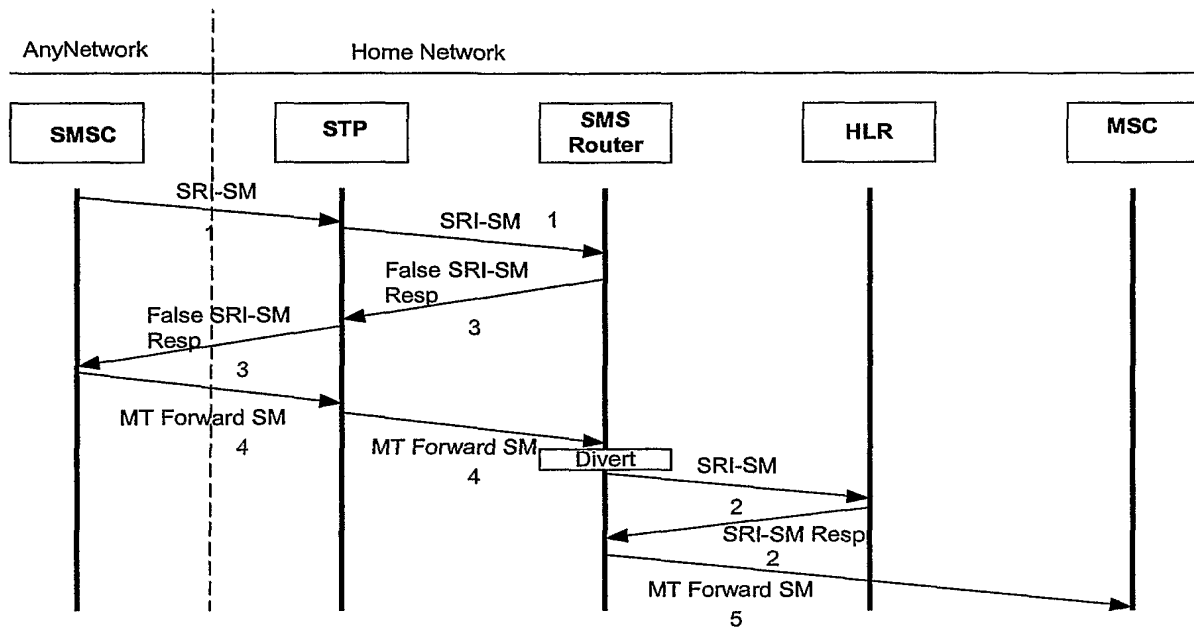 AnyNetwork
Home Network
SMSC
STP
SMS
Router
HLR
MSC
SRI-SM
1
SRI-SM 1
False SRI-SM
Resp
3
False SRI-SM
Resp
3
MT Forward SM
4
MT Forward SM
4
Divert
SRI-SM
2
SRI-SM Resp
2
MT Forward SM
5